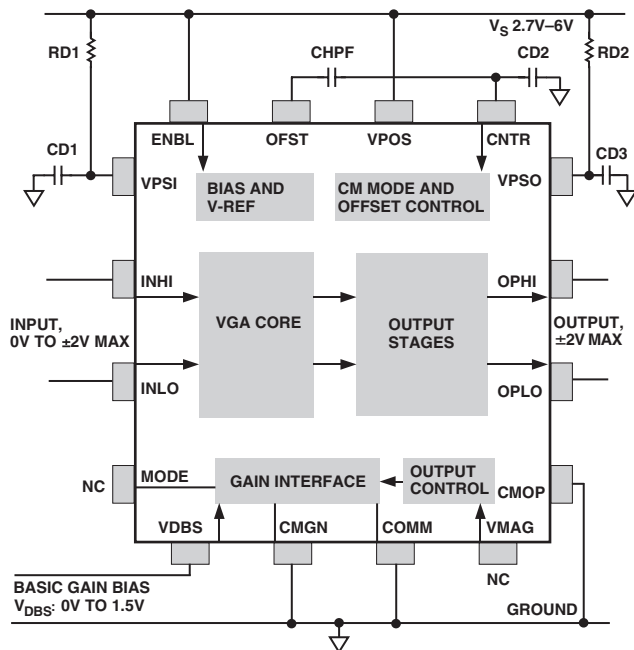 V_S 2.7V–6V
RD1
CHPF
CD2
RD2
ENBL
OFST
VPOS
CNTR
CD1
CD3
VPSI
BIAS AND
V-REF
CM MODE AND
OFFSET CONTROL
VPSO
INHI
OPHI
INPUT,
0V TO ±2V MAX
VGA CORE
OUTPUT
STAGES
OUTPUT,
±2V MAX
INLO
OPLO
NC
MODE
GAIN INTERFACE
OUTPUT
CONTROL
CMOP
VDBS
CMGN
COMM
VMAG
NC
BASIC GAIN BIAS
V_DBS: 0V TO 1.5V
GROUND